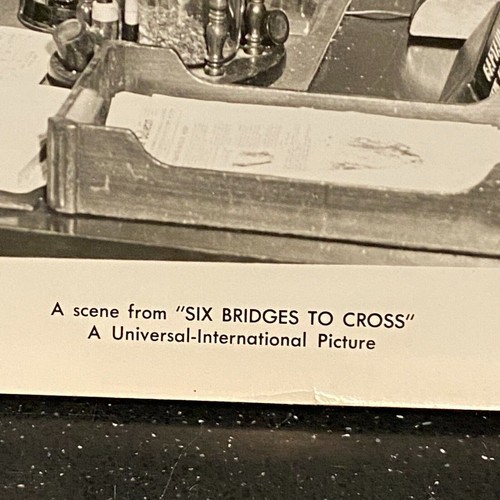 A scene from "SIX BRIDGES TO CROSS"
A Universal-International Picture